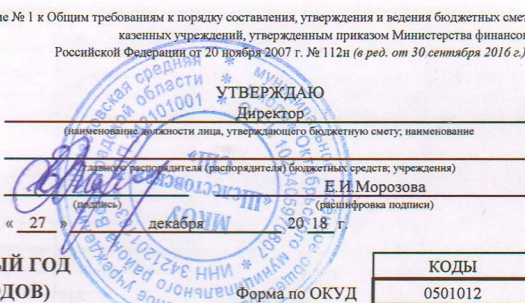 е № 1 к Общим требованиям к порядку составления, утверждения и ведения бюджетных смет
казенных учреждений, утвержденным приказом Министерства финансов
Российской Федерации от 20 ноября 2007 г. № 112н (в ред. от 30 сентября 2016 г.)
УТВЕРЖДАЮ
Директор
(наименование должности лица, утверждающего бюджетную смету; наименование
главного распорядителя (распорядителя) бюджетных средств; учреждения)
Е.И.Морозова
(подпись) (расшифровка подписи)
« 27 » декабря 20 18 г.
ЫЙ ГОД
КОДЫ
ОДОВ)
Форма по ОКУД 0501012
МКОУ
СШ»